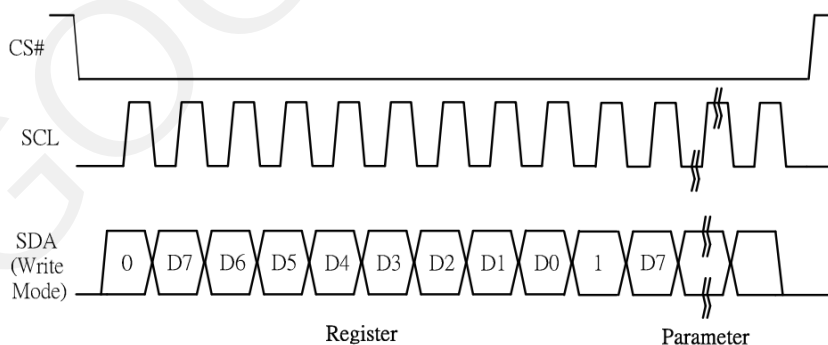 CS#
SCL
SDA
(Write
Mode)
0 D7 D6 D5 D4 D3 D2 D1 D0 1 D7
Register Parameter